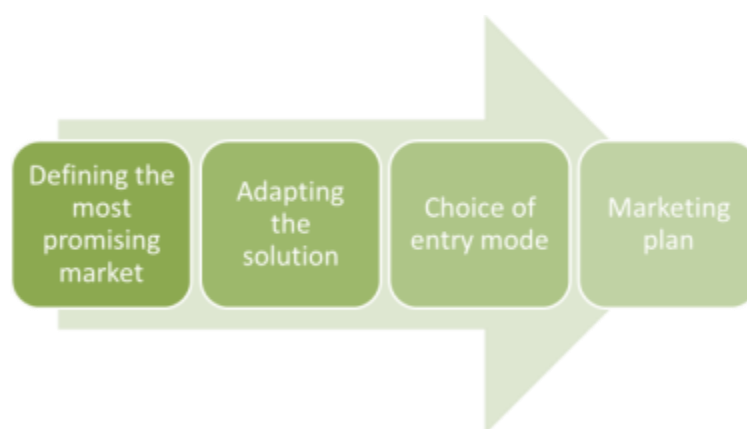 Defining the
most
promising
market
Adapting
the
solution
Choice of
entry mode
Marketing
plan